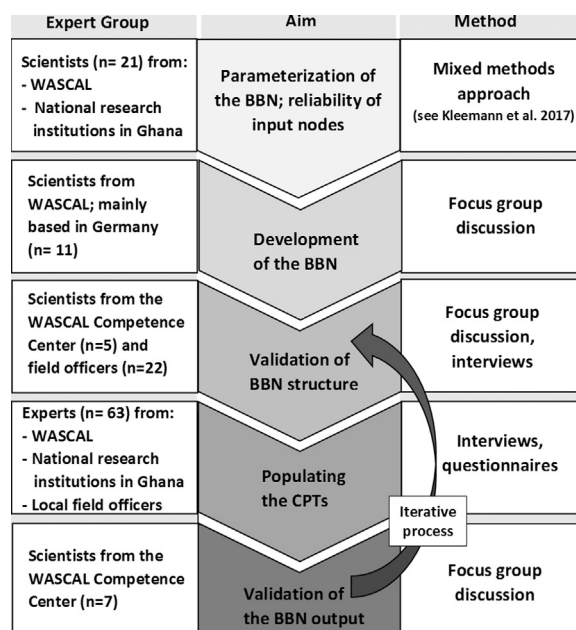 Expert Group
Aim
Method
Scientists (n= 21) from:
- WASCAL
- National research
institutions in Ghana
Parameterization of
the BBN; reliability of
input nodes
Mixed methods
approach
(see Kleemann et al. 2017)
Scientists from
WASCAL; mainly
based in Germany
(n= 11)
Development
of the BBN
Focus group
discussion
Scientists from the
WASCAL Competence
Center (n=5) and
field officers (n=22)
Validation of
BBN structure
Focus group
discussion,
interviews
Experts (n= 63) from:
- WASCAL
- National research
institutions in Ghana
- Local field officers
Populating
the CPTs
Interviews,
questionnaires
Iterative
process
Scientists from the
WASCAL Competence
Center (n=7)
Validation of
the BBN output
Focus group
discussion